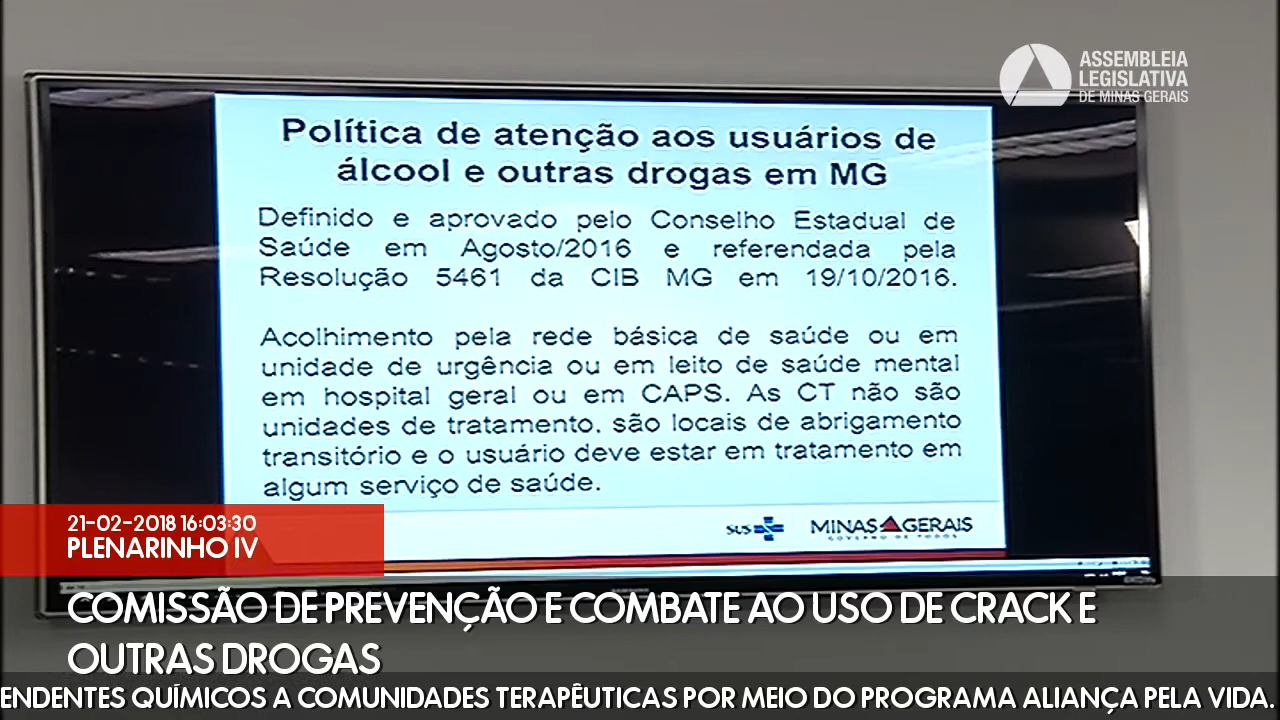 ASSEMBLEIA
LEGISLATIVA
DE MINAS GERAIS
Política de atenção aos usuários de
álcool e outras drogas em MG
Definido e aprovado pelo Conselho Estadual de
Saúde em Agosto/2016 e referendada pela
Resolução 5461 da CIB MG em 19/10/2016.
Acolhimento pela rede básica de saúde ou em
unidade de urgência ou em leito de saúde mental
em hospital geral ou em CAPS. As CT não são
unidades de tratamento, são locais de abrigamento
transitório e o usuário deve estar em tratamento em
algum serviço de saúde.
SUS
MINAS GERAIS
GOVERNO DE TODOS
21-02-2018 16:03:30
PLENARINHO IV
COMISSÃO DE PREVENÇÃO E COMBATE AO USO DE CRACK E
OUTRAS DROGAS
ENDENTES QUÍMICOS A COMUNIDADES TERAPÊUTICAS POR MEIO DO PROGRAMA ALIANÇA PELA VIDA.